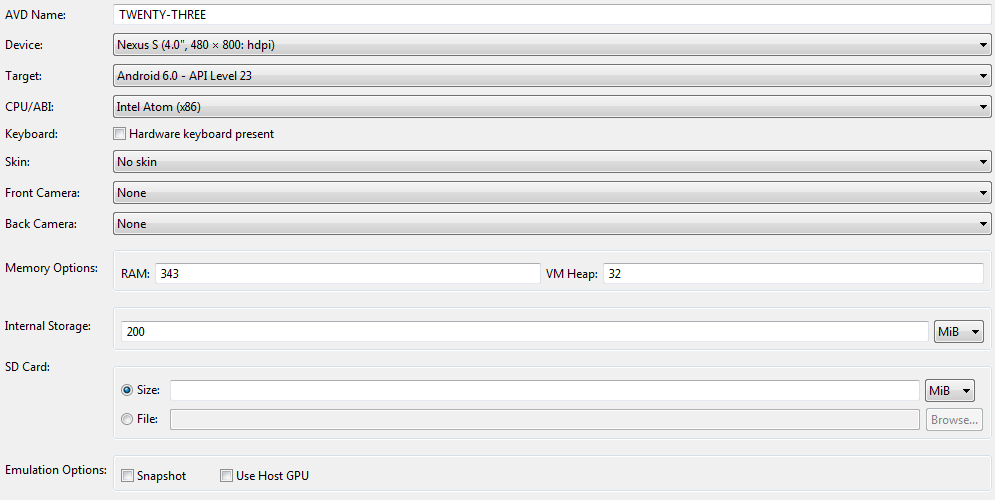 AVD Name: TWENTY-THREE
Device: Nexus S (4.0", 480 × 800: hdpi)
Target: Android 6.0 - API Level 23
CPU/ABI: Intel Atom (x86)
Keyboard: Hardware keyboard present
Skin: No skin
Front Camera: None
Back Camera: None
Memory Options: RAM: 343 VM Heap: 32
Internal Storage: 200 MiB
SD Card:
Size: MiB
File: Browse...
Emulation Options: Snapshot Use Host GPU